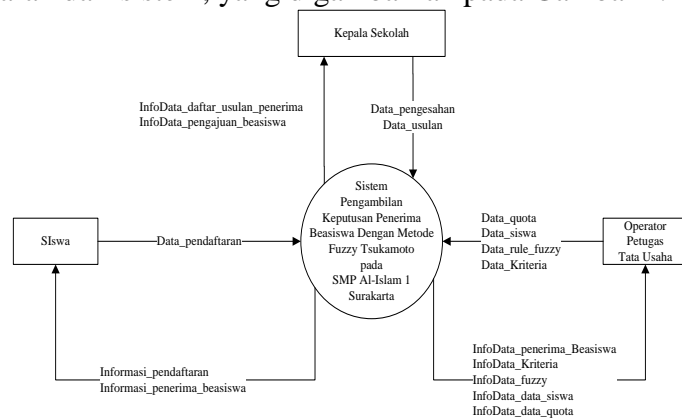 Kepala Sekolah
InfoData_daftar_usulan_penerima
InfoData_pengajuan_beasiswa
Data_pengesahan
Data_usulan
Sistem
Pengambilan
Keputusan Penerima
Beasiswa Dengan Metode
Fuzzy Tsukamoto
pada
SMP Al-Islam 1
Surakarta
SIswa
Data_pendaftaran
Data_quota
Data_siswa
Data_rule_fuzzy
Data_Kriteria
Operator
Petugas
Tata Usaha
Informasi_pendaftaran
Informasi_penerima_beasiswa
InfoData_penerima_Beasiswa
InfoData_Kriteria
InfoData_fuzzy
InfoData_data_siswa
InfoData_data_quota